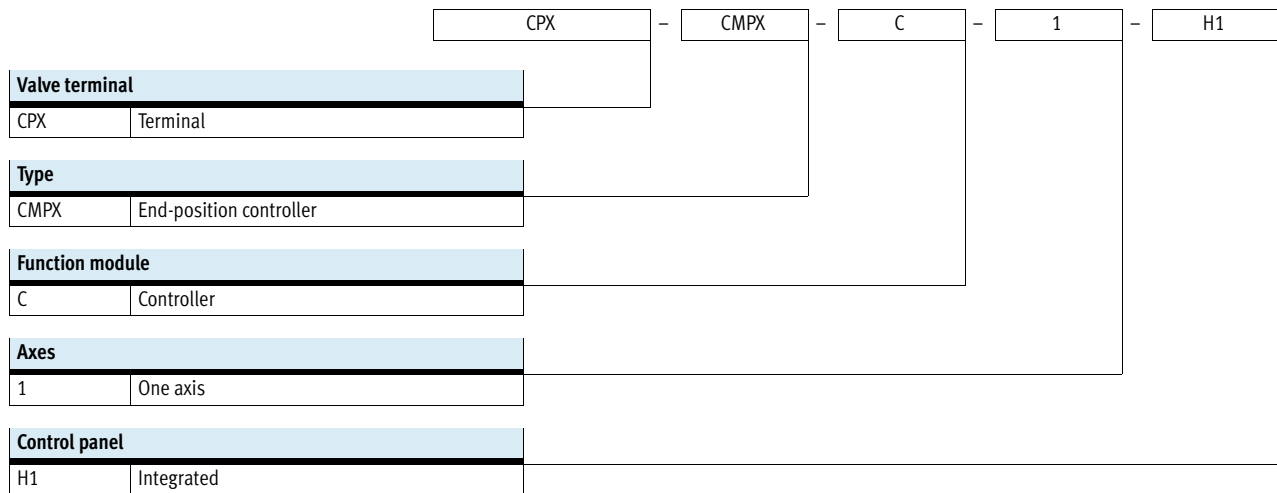 CPX – CMPX – C – 1 – H1
Valve terminal
CPX Terminal
Type
CMPX End-position controller
Function module
C Controller
Axes
1 One axis
Control panel
H1 Integrated